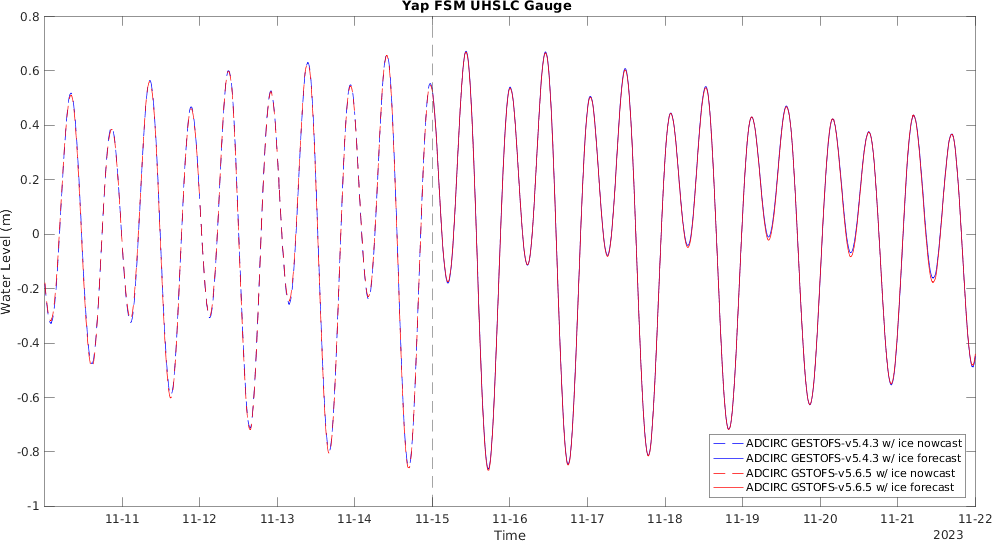 Yap FSM UHSLC Gauge
0.8
0.6
0.4
0.2
0
-0.2
-0.4
-0.6
-0.8
-1
Water Level (m)
ADCIRC GESTOFS-v5.4.3 w/ ice nowcast
ADCIRC GESTOFS-v5.4.3 w/ ice forecast
ADCIRC GSTOFS-v5.6.5 w/ ice nowcast
ADCIRC GSTOFS-v5.6.5 w/ ice forecast
11-11 11-12 11-13 11-14 11-15 11-16 11-17 11-18 11-19 11-20 11-21 11-22
Time
2023